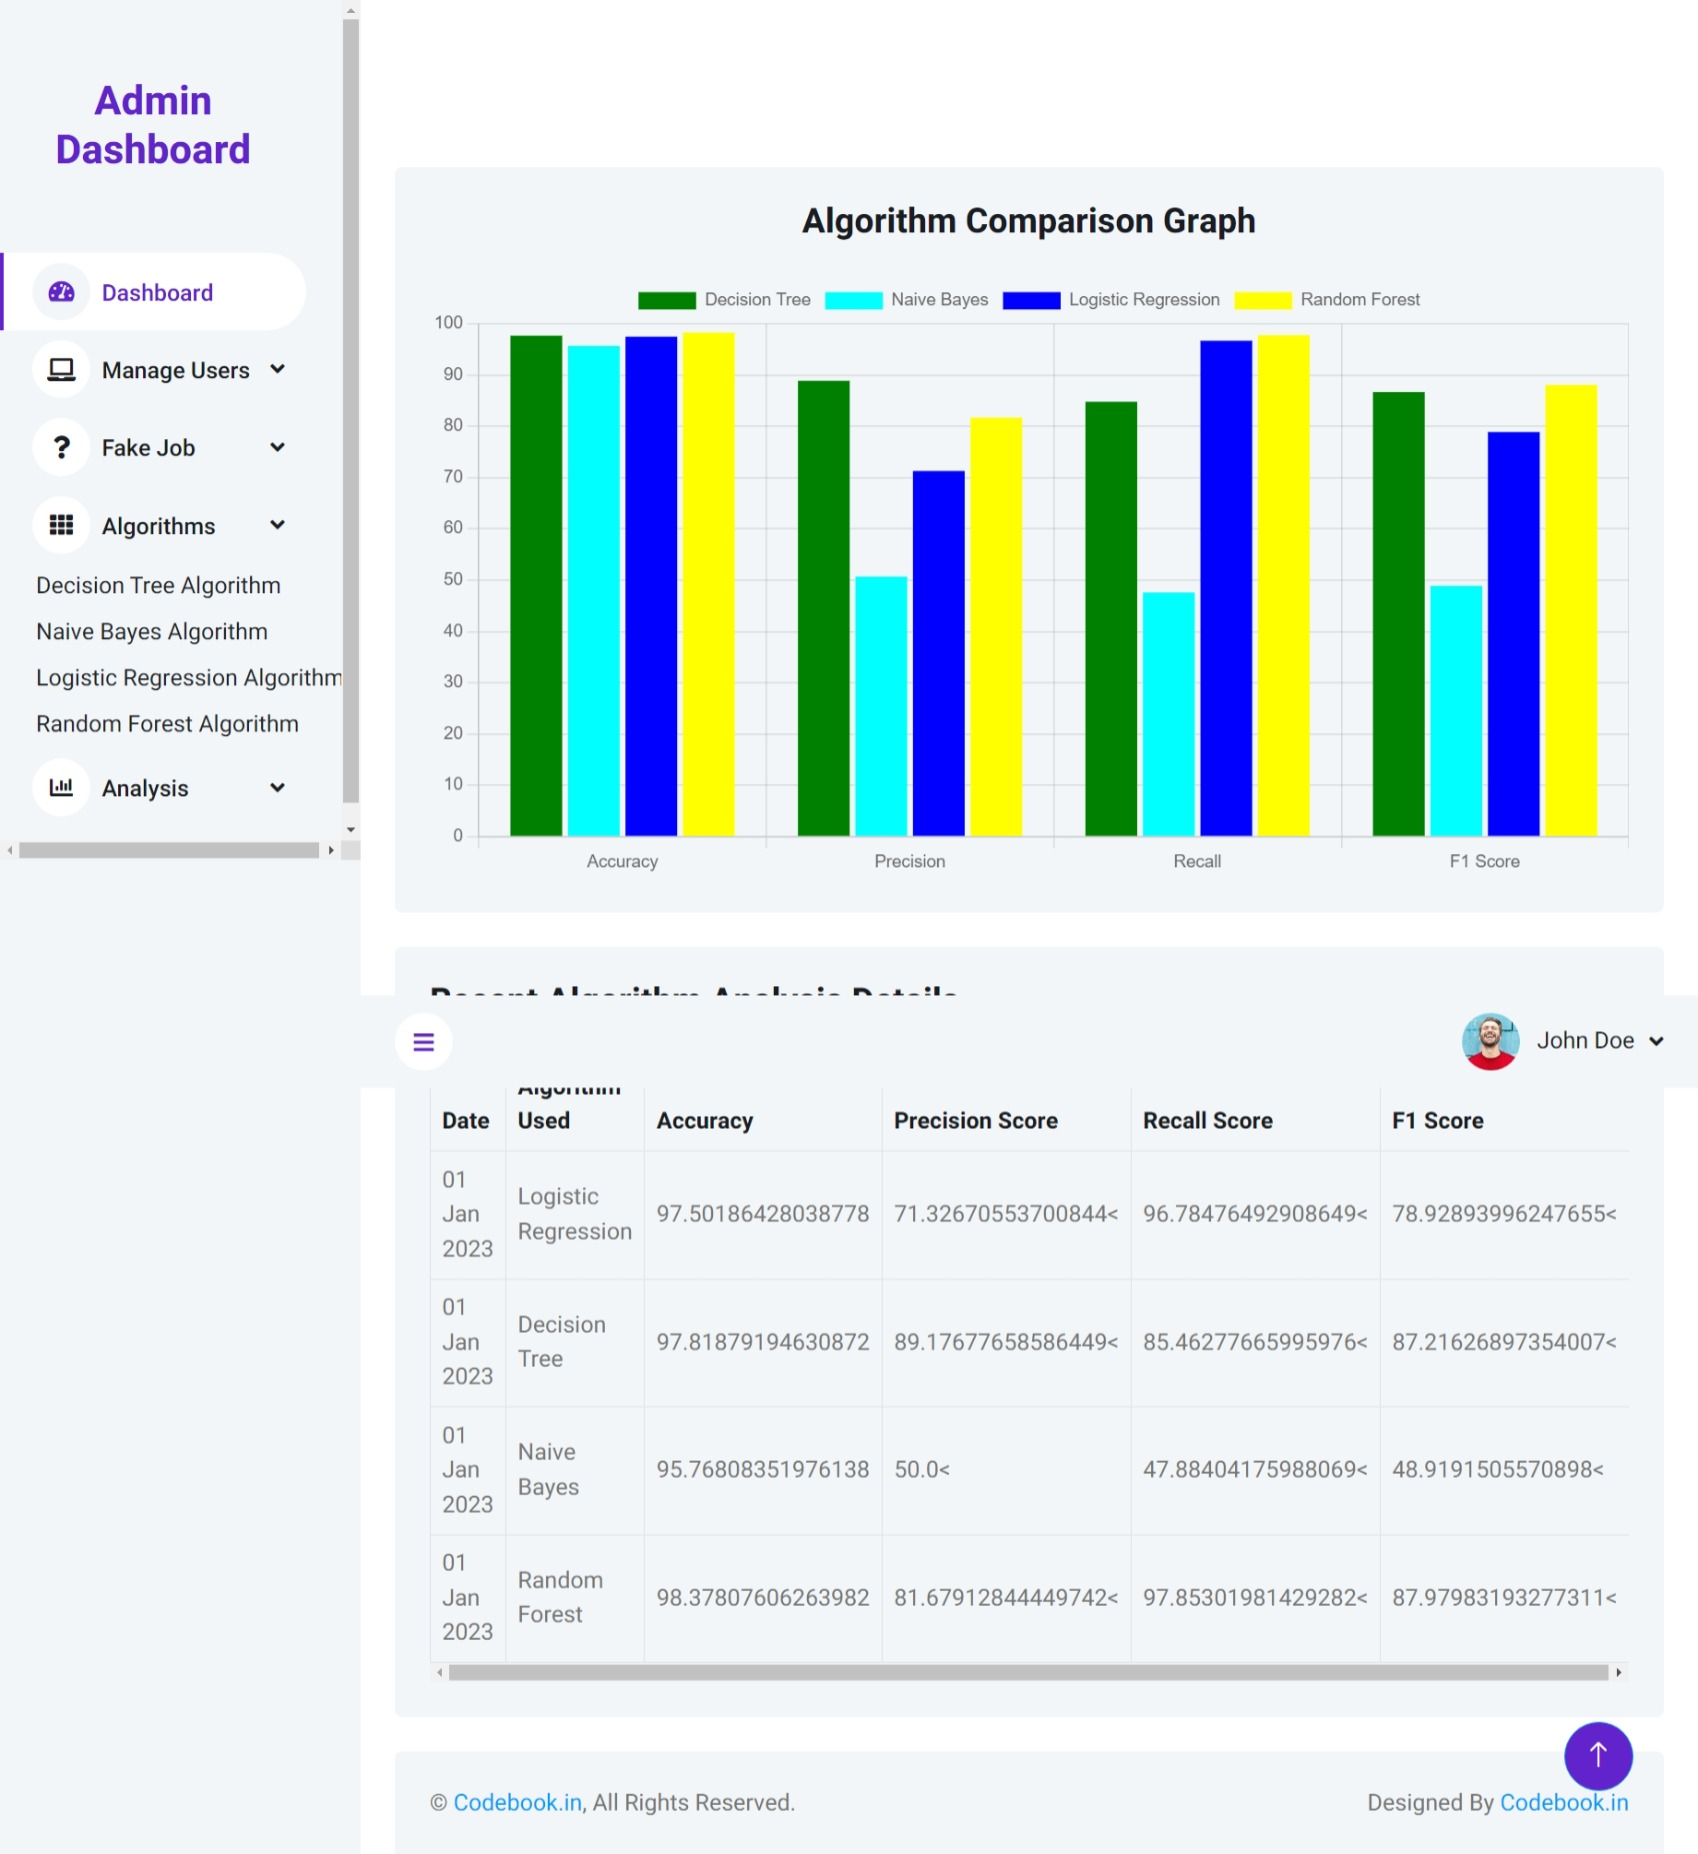 Admin
Dashboard
Dashboard
Manage Users
Fake Job
Algorithms
Decision Tree Algorithm
Naive Bayes Algorithm
Logistic Regression Algorithm
Random Forest Algorithm
Analysis
Algorithm Comparison Graph
Decision Tree Naive Bayes Logistic Regression Random Forest
100
90
80
70
60
50
40
30
20
10
0
Accuracy Precision Recall F1 Score
Recent Algorithm Analysis Details
John Doe
Algorithm
Date Used Accuracy Precision Score Recall Score F1 Score
01
Jan
2023
Logistic
Regression
97.50186428038778 71.32670553700844< 96.78476492908649< 78.92893996247655<
01
Jan
2023
Decision
Tree
97.81879194630872 89.17677658586449< 85.46277665995976< 87.21626897354007<
01
Jan
2023
Naive
Bayes
95.76808351976138 50.0< 47.88404175988069< 48.9191505570898<
01
Jan
2023
Random
Forest
98.37807606263982 81.67912844449742< 97.85301981429282< 87.97983193277311<
© Codebook.in, All Rights Reserved.
Designed By Codebook.in